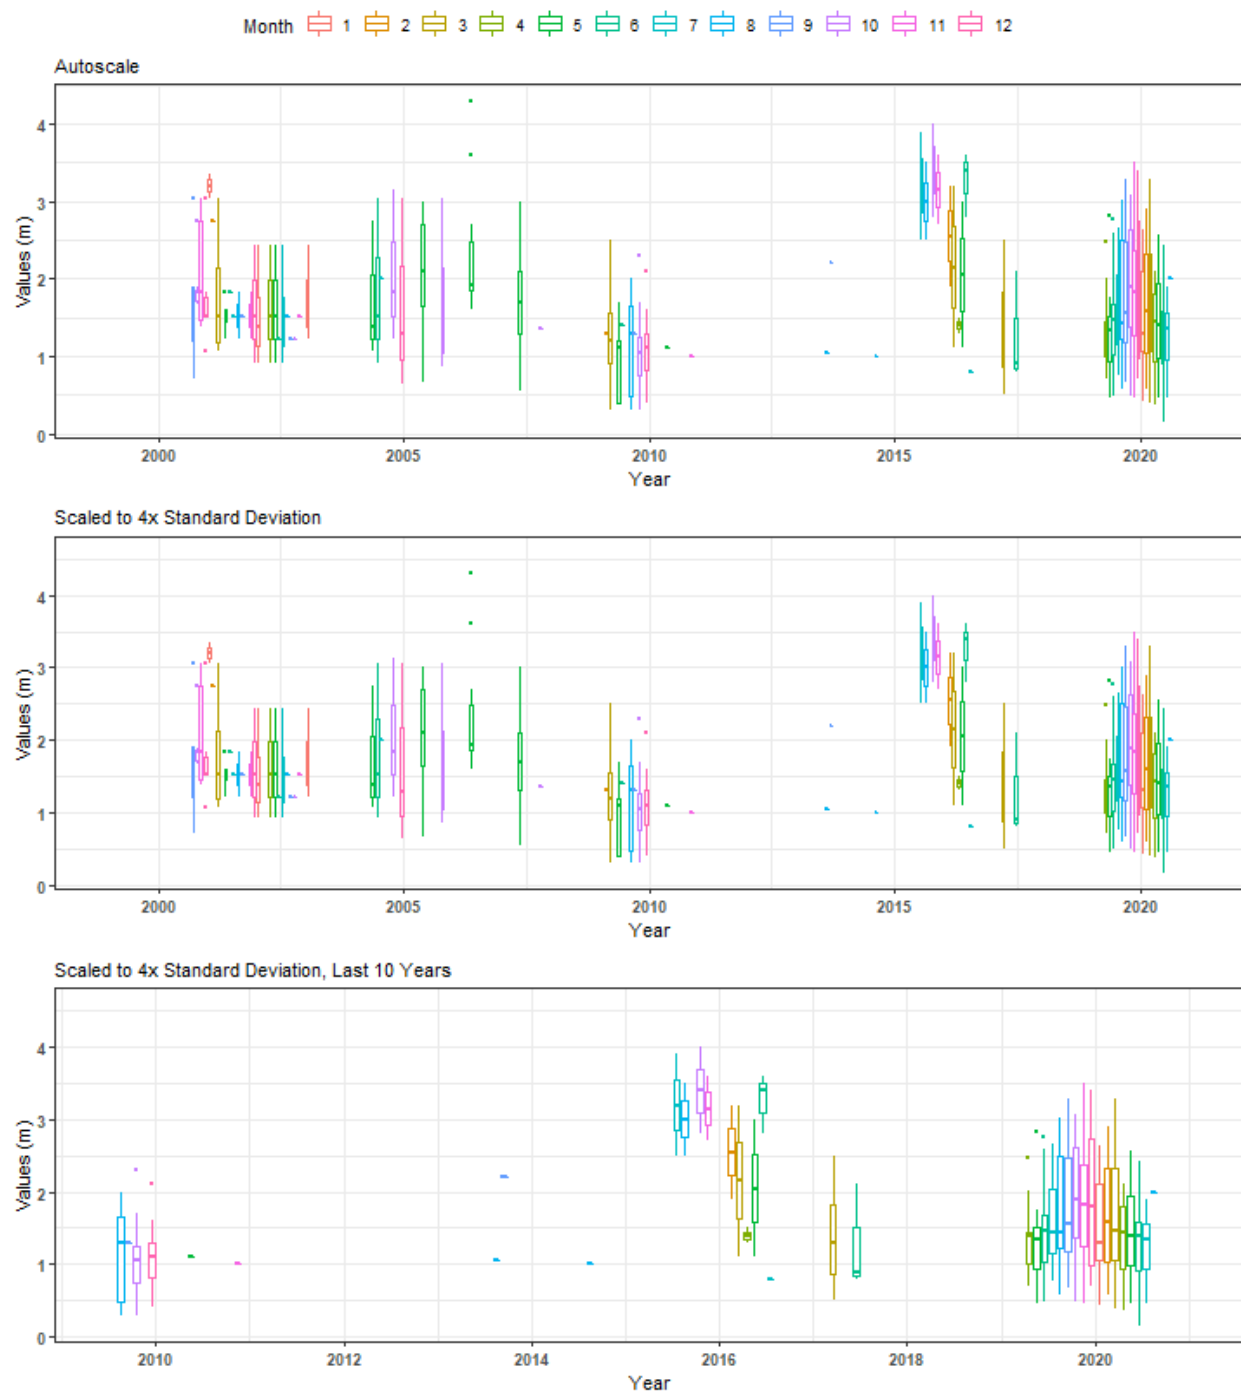 Month 1 2 3 4 5 6 7 8 9 10 11 12
Autoscale
Values (m)
4
3
2
1
0
2000 2005 2010 2015 2020
Year
Scaled to 4x Standard Deviation
Values (m)
4
3
2
1
0
2000 2005 2010 2015 2020
Year
Scaled to 4x Standard Deviation, Last 10 Years
Values (m)
4
3
2
1
0
2010 2012 2014 2016 2018 2020
Year